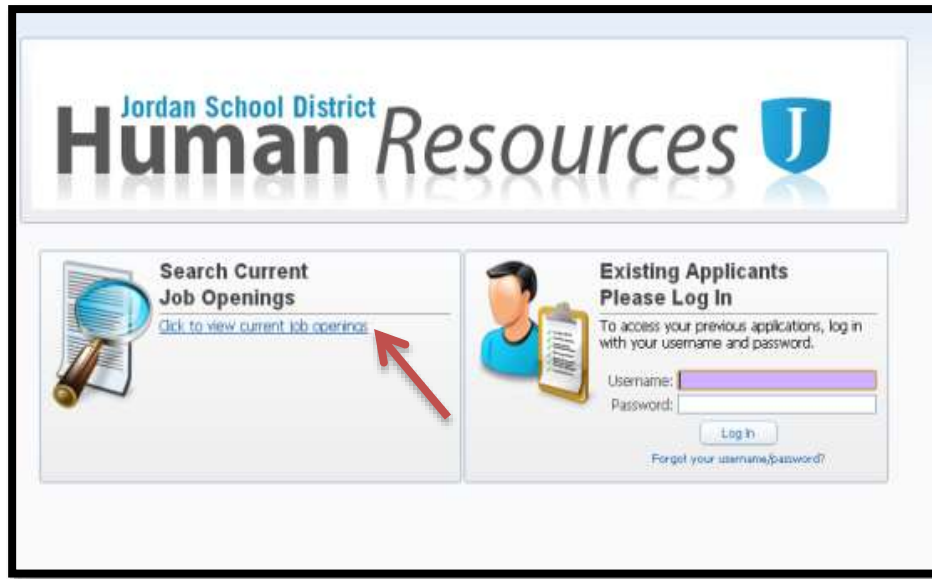 Jordan School District
Human Resources
J
Search Current
Job Openings
Click to view current job openings
Existing Applicants
Please Log In
To access your previous applications, log in
with your username and password.
Username:
Password:
Log In
Forgot your username/password?